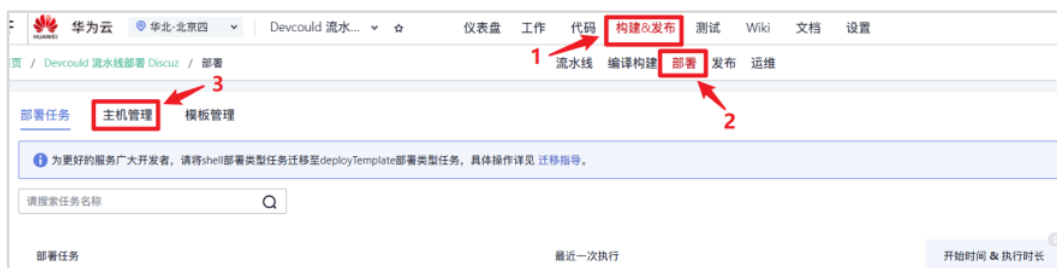 HUAWEI 华为云 华北-北京四 Devcould 流水... 仪表盘 工作 代码 构建&发布 测试 Wiki 文档 设置
1
页 / Devcould 流水线部署 Discuz / 部署 流水线 编译构建 部署 发布 运维
3
2
部署任务 主机管理 模板管理
为更好的服务广大开发者，请将shell部署类型任务迁移至deployTemplate部署类型任务，具体操作详见 迁移指导。
请搜索任务名称
部署任务 最近一次执行 开始时间 & 执行时长